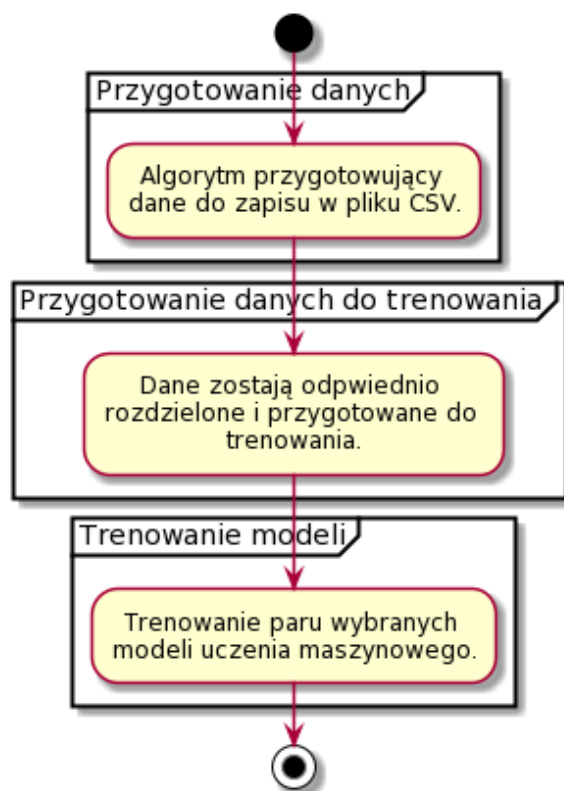 Przygotowanie danych
Algorytm przygotowujący
dane do zapisu w pliku CSV.
Przygotowanie danych do trenowania
Dane zostają odpwiednio
rozdzielone i przygotowane do
trenowania.
Trenowanie modeli
Trenowanie paru wybranych
modeli uczenia maszynowego.